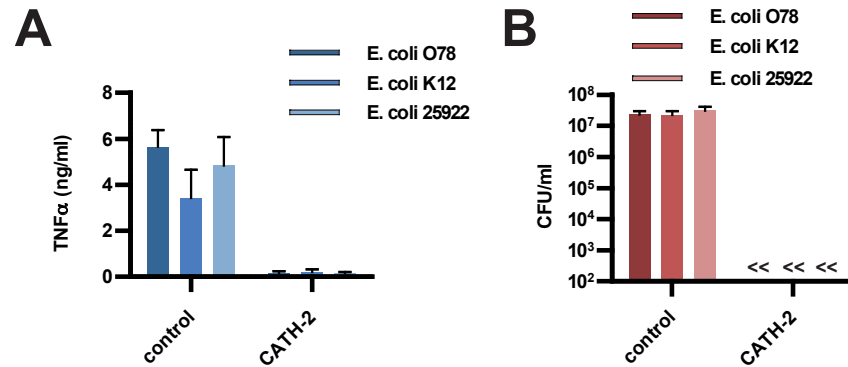 A
E. coli O78
E. coli K12
E. coli 25922
TNFα (ng/ml)
8
6
4
2
0
control
CATH-2
B
E. coli O78
E. coli K12
E. coli 25922
CFU/ml
10⁸
10⁷
10⁶
10⁵
10⁴
10³
10²
<< << <<
control
CATH-2